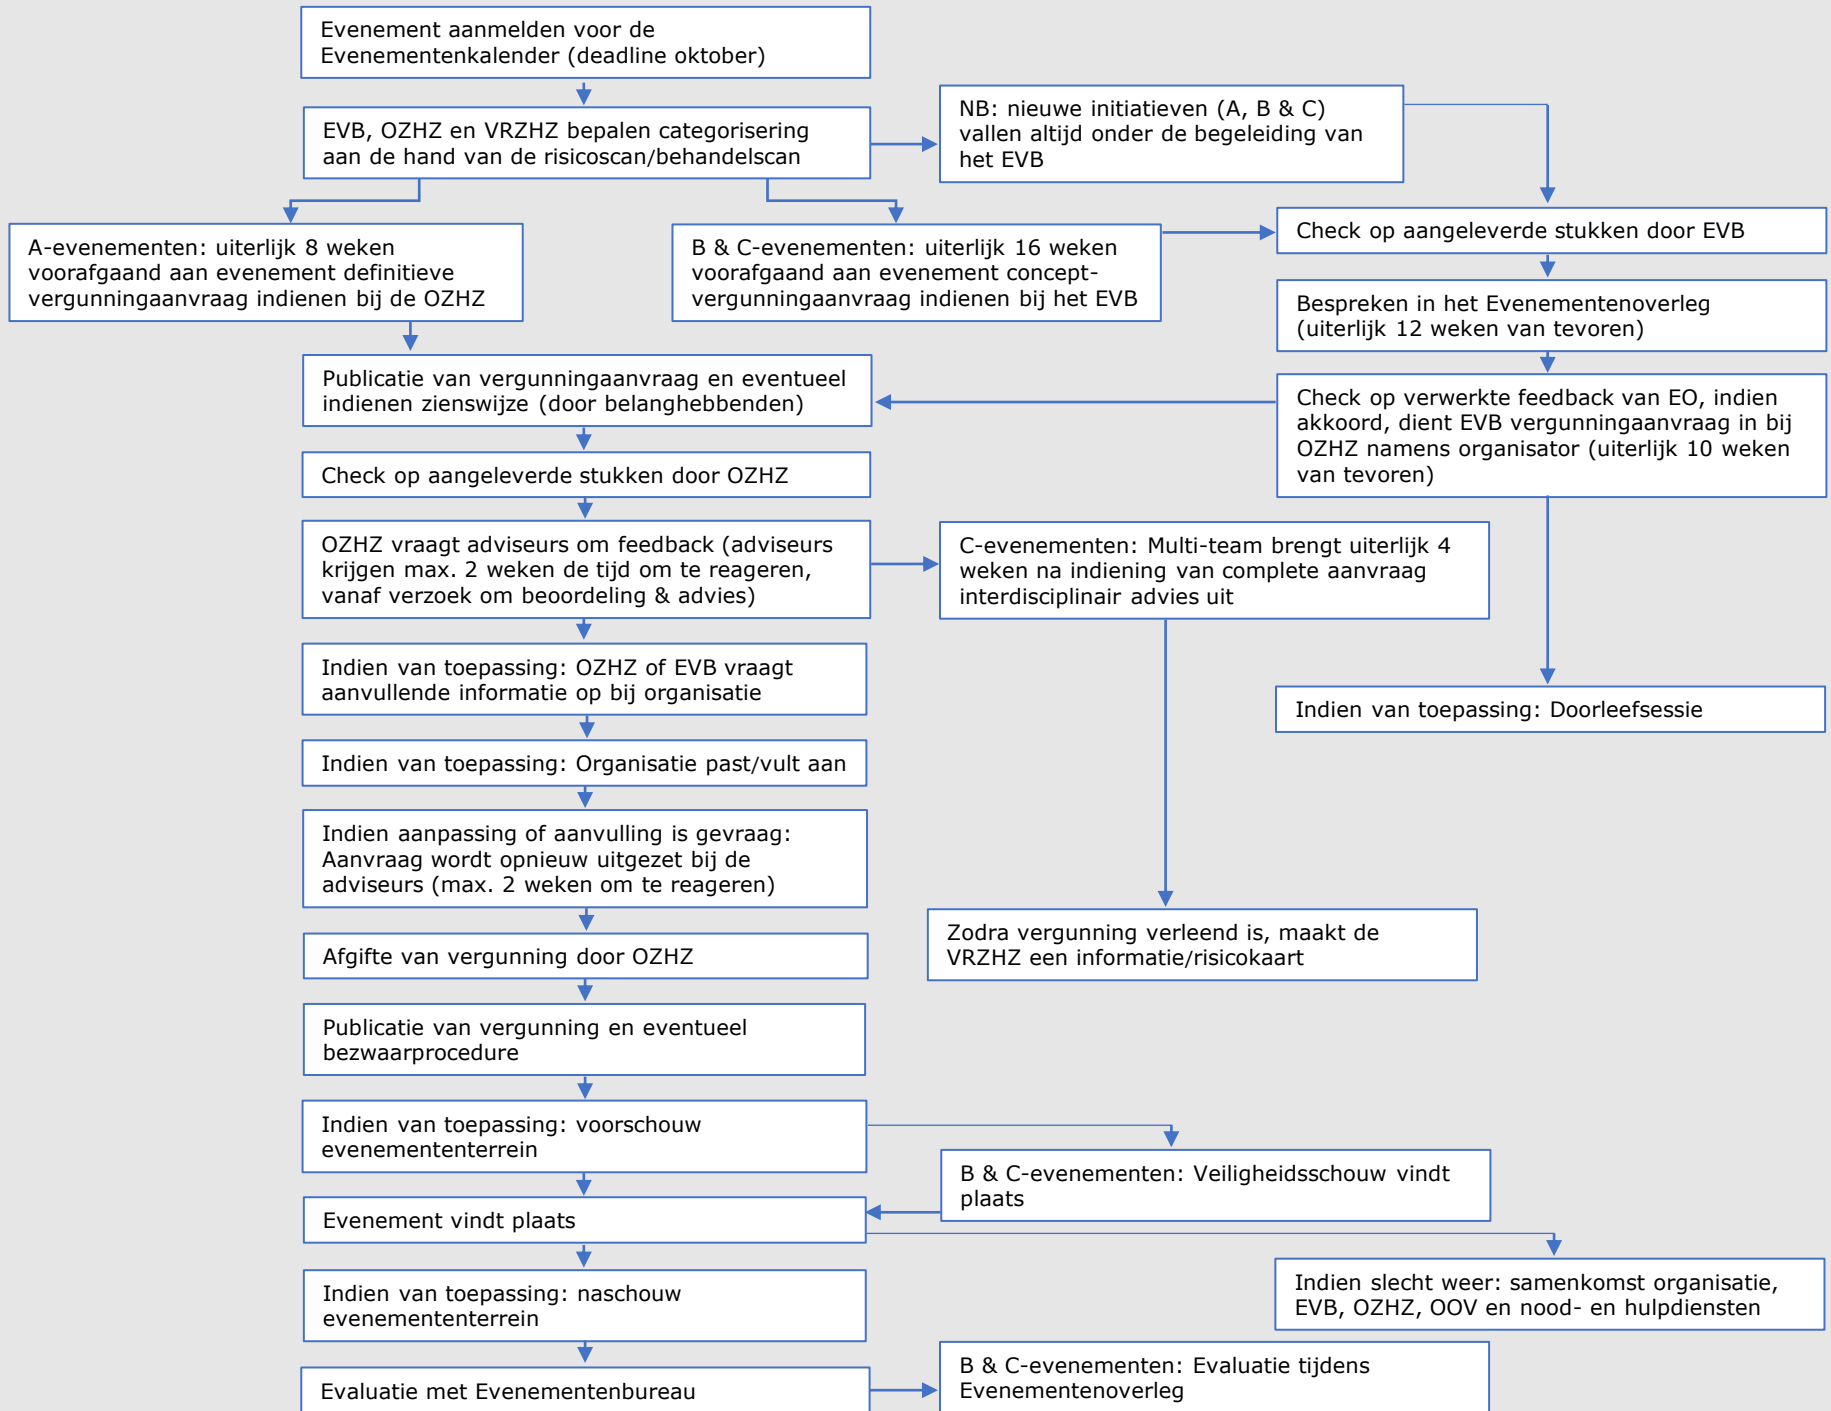 Evenement aanmelden voor de
Evenementenkalender (deadline oktober)
EVB, OZHZ en VRZHZ bepalen categorisering
aan de hand van de risicoscan/behandelscan
NB: nieuwe initiatieven (A, B & C)
vallen altijd onder de begeleiding van
het EVB
A-evenementen: uiterlijk 8 weken
voorafgaand aan evenement definitieve
vergunningaanvraag indienen bij de OZHZ
B & C-evenementen: uiterlijk 16 weken
voorafgaand aan evenement concept-
vergunningaanvraag indienen bij het EVB
Check op aangeleverde stukken door EVB
Bespreken in het Evenementenoverleg
(uiterlijk 12 weken van tevoren)
Check op verwerkte feedback van EO, indien
akkoord, dient EVB vergunningaanvraag in bij
OZHZ namens organisator (uiterlijk 10 weken
van tevoren)
Publicatie van vergunningaanvraag en eventueel
indienen zienswijze (door belanghebbenden)
Check op aangeleverde stukken door OZHZ
OZHZ vraagt adviseurs om feedback (adviseurs
krijgen max. 2 weken de tijd om te reageren,
vanaf verzoek om beoordeling & advies)
C-evenementen: Multi-team brengt uiterlijk 4
weken na indiening van complete aanvraag
interdisciplinair advies uit
Indien van toepassing: OZHZ of EVB vraagt
aanvullende informatie op bij organisatie
Indien van toepassing: Doorleefsessie
Indien van toepassing: Organisatie past/vult aan
Indien aanpassing of aanvulling is gevraag:
Aanvraag wordt opnieuw uitgezet bij de
adviseurs (max. 2 weken om te reageren)
Zodra vergunning verleend is, maakt de
VRZHZ een informatie/risicokaart
Afgifte van vergunning door OZHZ
Publicatie van vergunning en eventueel
bezwaarprocedure
Indien van toepassing: voorschouw
evenemententerrein
B & C-evenementen: Veiligheidsschouw vindt
plaats
Evenement vindt plaats
Indien slecht weer: samenkomst organisatie,
EVB, OZHZ, OOV en nood- en hulpdiensten
Indien van toepassing: naschouw
evenemententerrein
Evaluatie met Evenementenbureau
B & C-evenementen: Evaluatie tijdens
Evenementenoverleg